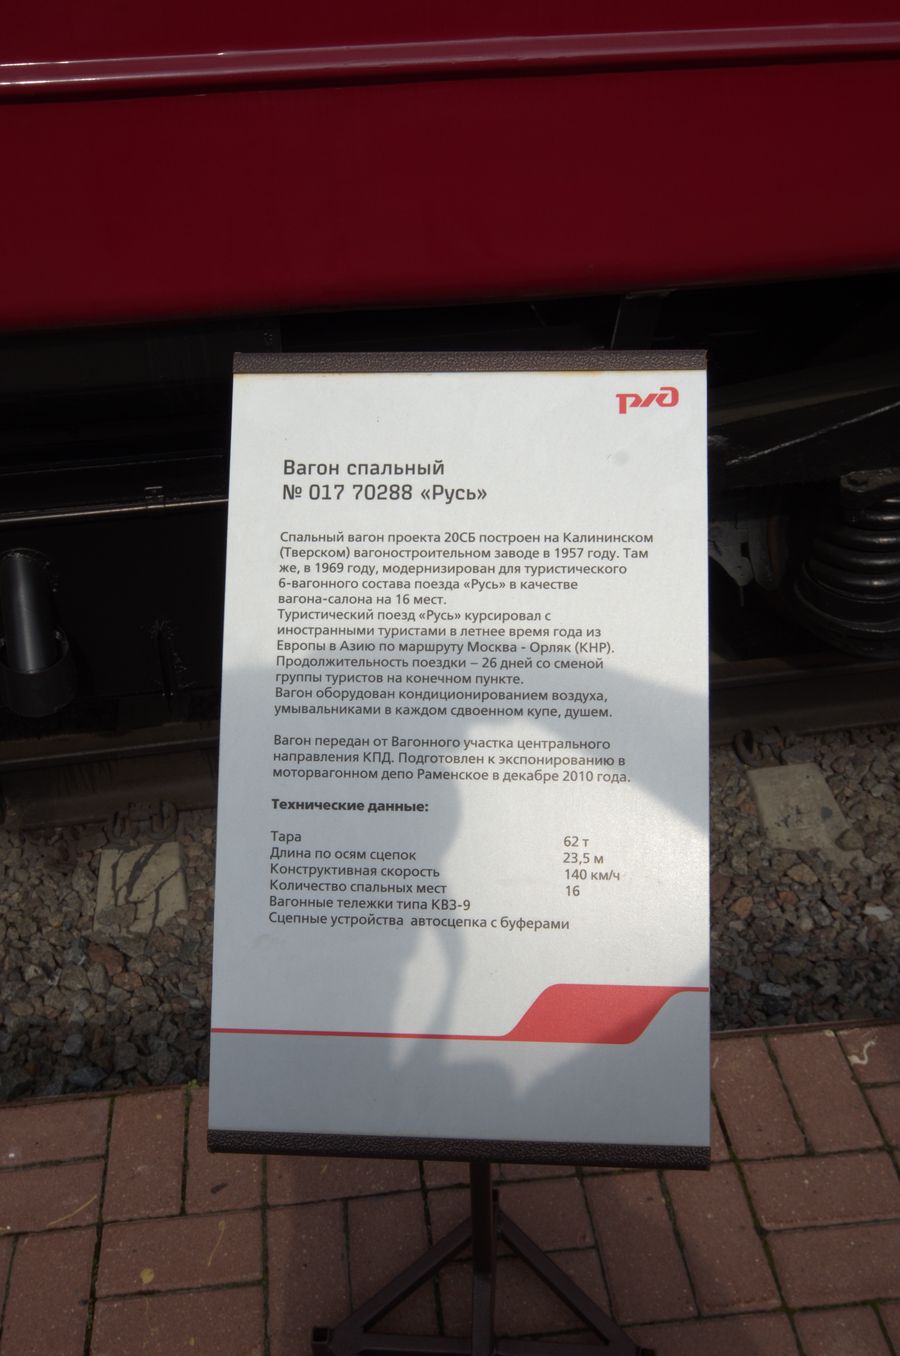 ржд
Вагон спальный
№ 017 70288 «Русь»
Спальный вагон проекта 20СБ построен на Калининском
(Тверском) вагоностроительном заводе в 1957 году. Там
же, в 1969 году, модернизирован для туристического
6-вагонного состава поезда «Русь» в качестве
вагона-салона на 16 мест.
Туристический поезд «Русь» курсировал с
иностранными туристами в летнее время года из
Европы в Азию по маршруту Москва - Орляк (КНР).
Продолжительность поездки – 26 дней со сменой
группы туристов на конечном пункте.
Вагон оборудован кондиционированием воздуха,
умывальниками в каждом сдвоенном купе, душем.
Вагон передан от Вагонного участка центрального
направления КПД. Подготовлен к экспонированию в
моторвагонном депо Раменское в декабре 2010 года.
Технические данные:
Тара 62 т
Длина по осям сцепок 23,5 м
Конструктивная скорость 140 км/ч
Количество спальных мест 16
Вагонные тележки типа КВЗ-9
Сцепные устройства автосцепка с буферами